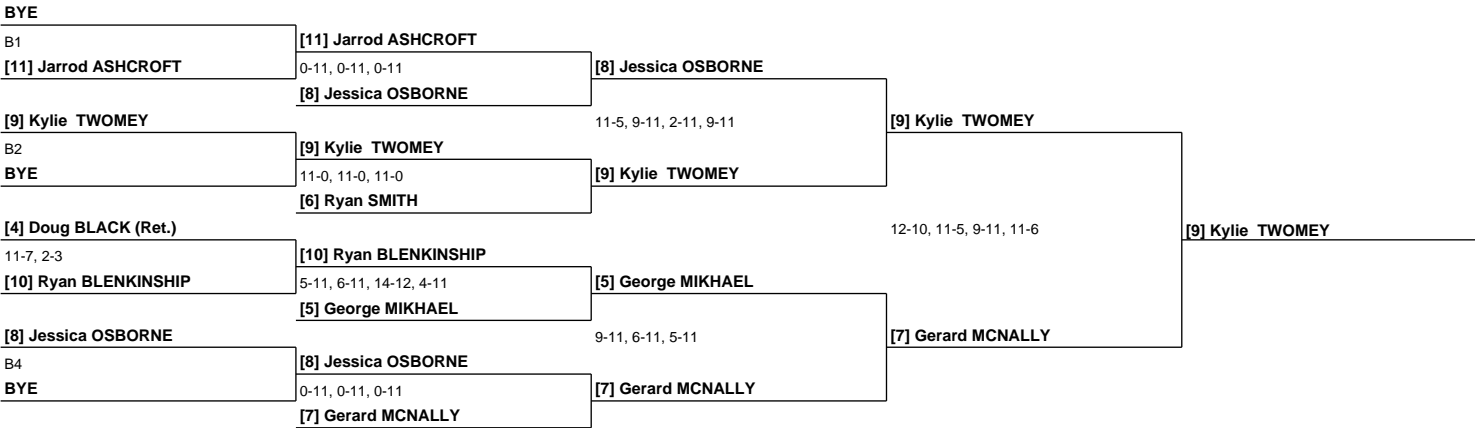 BYE
B1
[11] Jarrod ASHCROFT
[9] Kylie  TWOMEY
B2
BYE
[4] Doug BLACK (Ret.)
11-7, 2-3
[10] Ryan BLENKINSHIP
[8] Jessica OSBORNE
B4
BYE
[11] Jarrod ASHCROFT
0-11, 0-11, 0-11
[8] Jessica OSBORNE
[9] Kylie  TWOMEY
11-0, 11-0, 11-0
[6] Ryan SMITH
[10] Ryan BLENKINSHIP
5-11, 6-11, 14-12, 4-11
[5] George MIKHAEL
[8] Jessica OSBORNE
0-11, 0-11, 0-11
[7] Gerard MCNALLY
[8] Jessica OSBORNE
11-5, 9-11, 2-11, 9-11
[9] Kylie  TWOMEY
[5] George MIKHAEL
9-11, 6-11, 5-11
[7] Gerard MCNALLY
[9] Kylie  TWOMEY
12-10, 11-5, 9-11, 11-6
[7] Gerard MCNALLY
[9] Kylie  TWOMEY